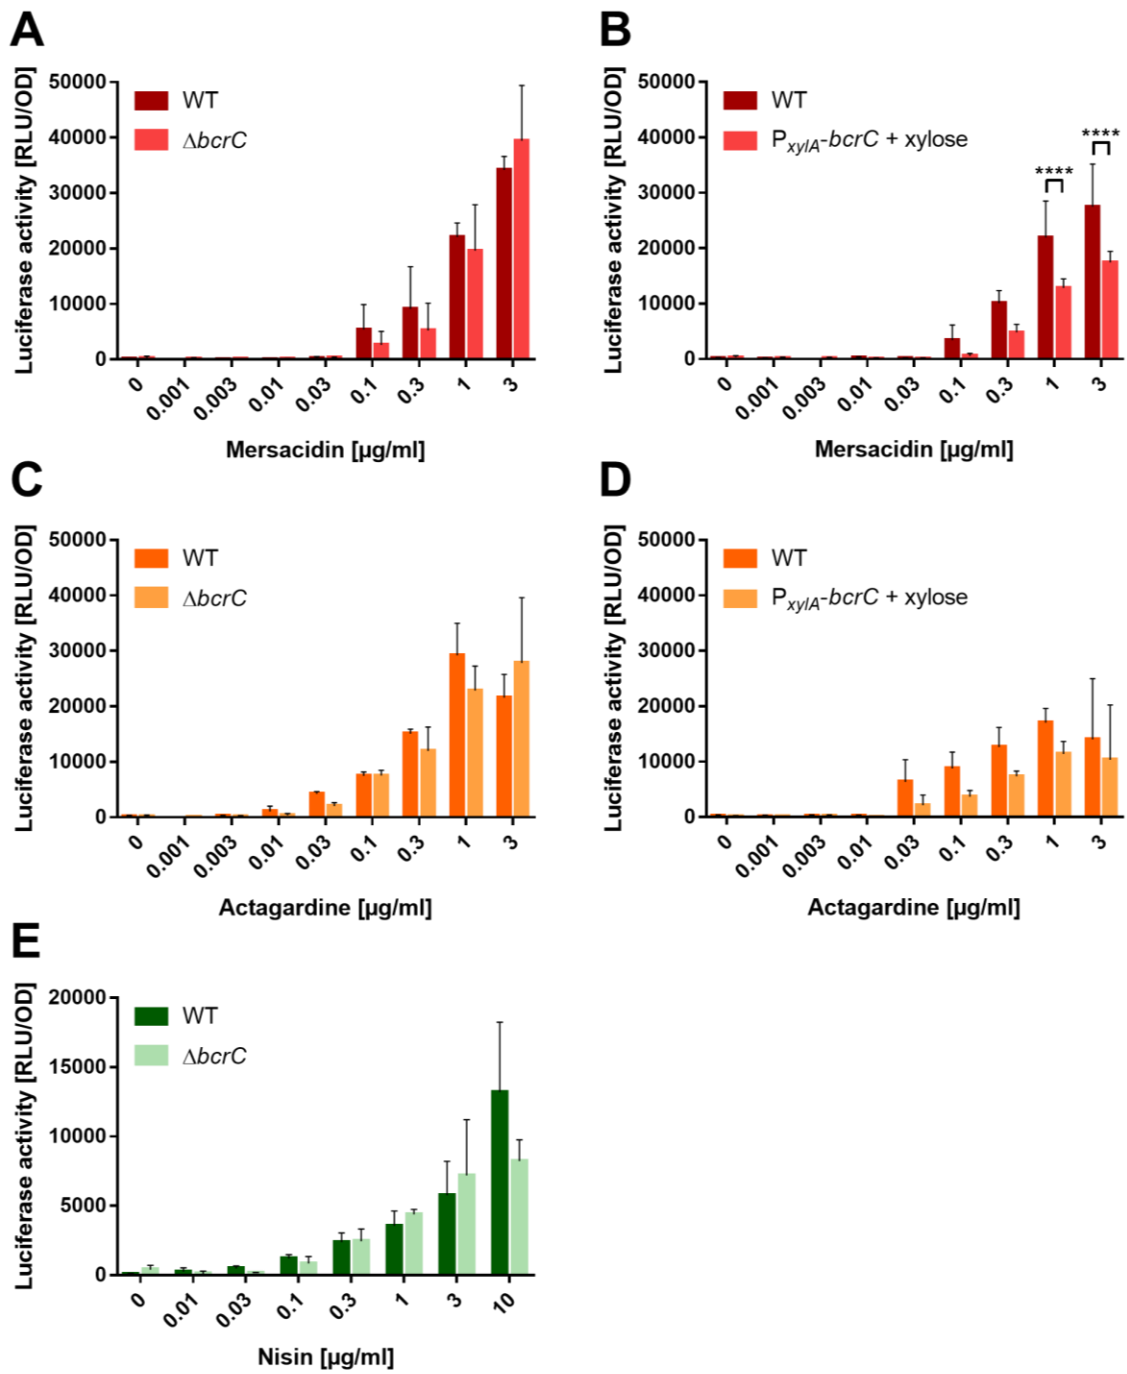 A
Luciferase activity [RLU/OD]
50000
40000
30000
20000
10000
0
WT
ΔbcrC
0 0.001 0.003 0.01 0.03 0.1 0.3 1 3
Mersacidin [µg/ml]
B
Luciferase activity [RLU/OD]
50000
40000
30000
20000
10000
0
WT
PxylA-bcrC + xylose
**** ****
0 0.001 0.003 0.01 0.03 0.1 0.3 1 3
Mersacidin [µg/ml]
C
Luciferase activity [RLU/OD]
50000
40000
30000
20000
10000
0
WT
ΔbcrC
0 0.001 0.003 0.01 0.03 0.1 0.3 1 3
Actagardine [µg/ml]
D
Luciferase activity [RLU/OD]
50000
40000
30000
20000
10000
0
WT
PxylA-bcrC + xylose
0 0.001 0.003 0.01 0.03 0.1 0.3 1 3
Actagardine [µg/ml]
E
Luciferase activity [RLU/OD]
20000
15000
10000
5000
0
WT
ΔbcrC
0 0.01 0.03 0.1 0.3 1 3 10
Nisin [µg/ml]